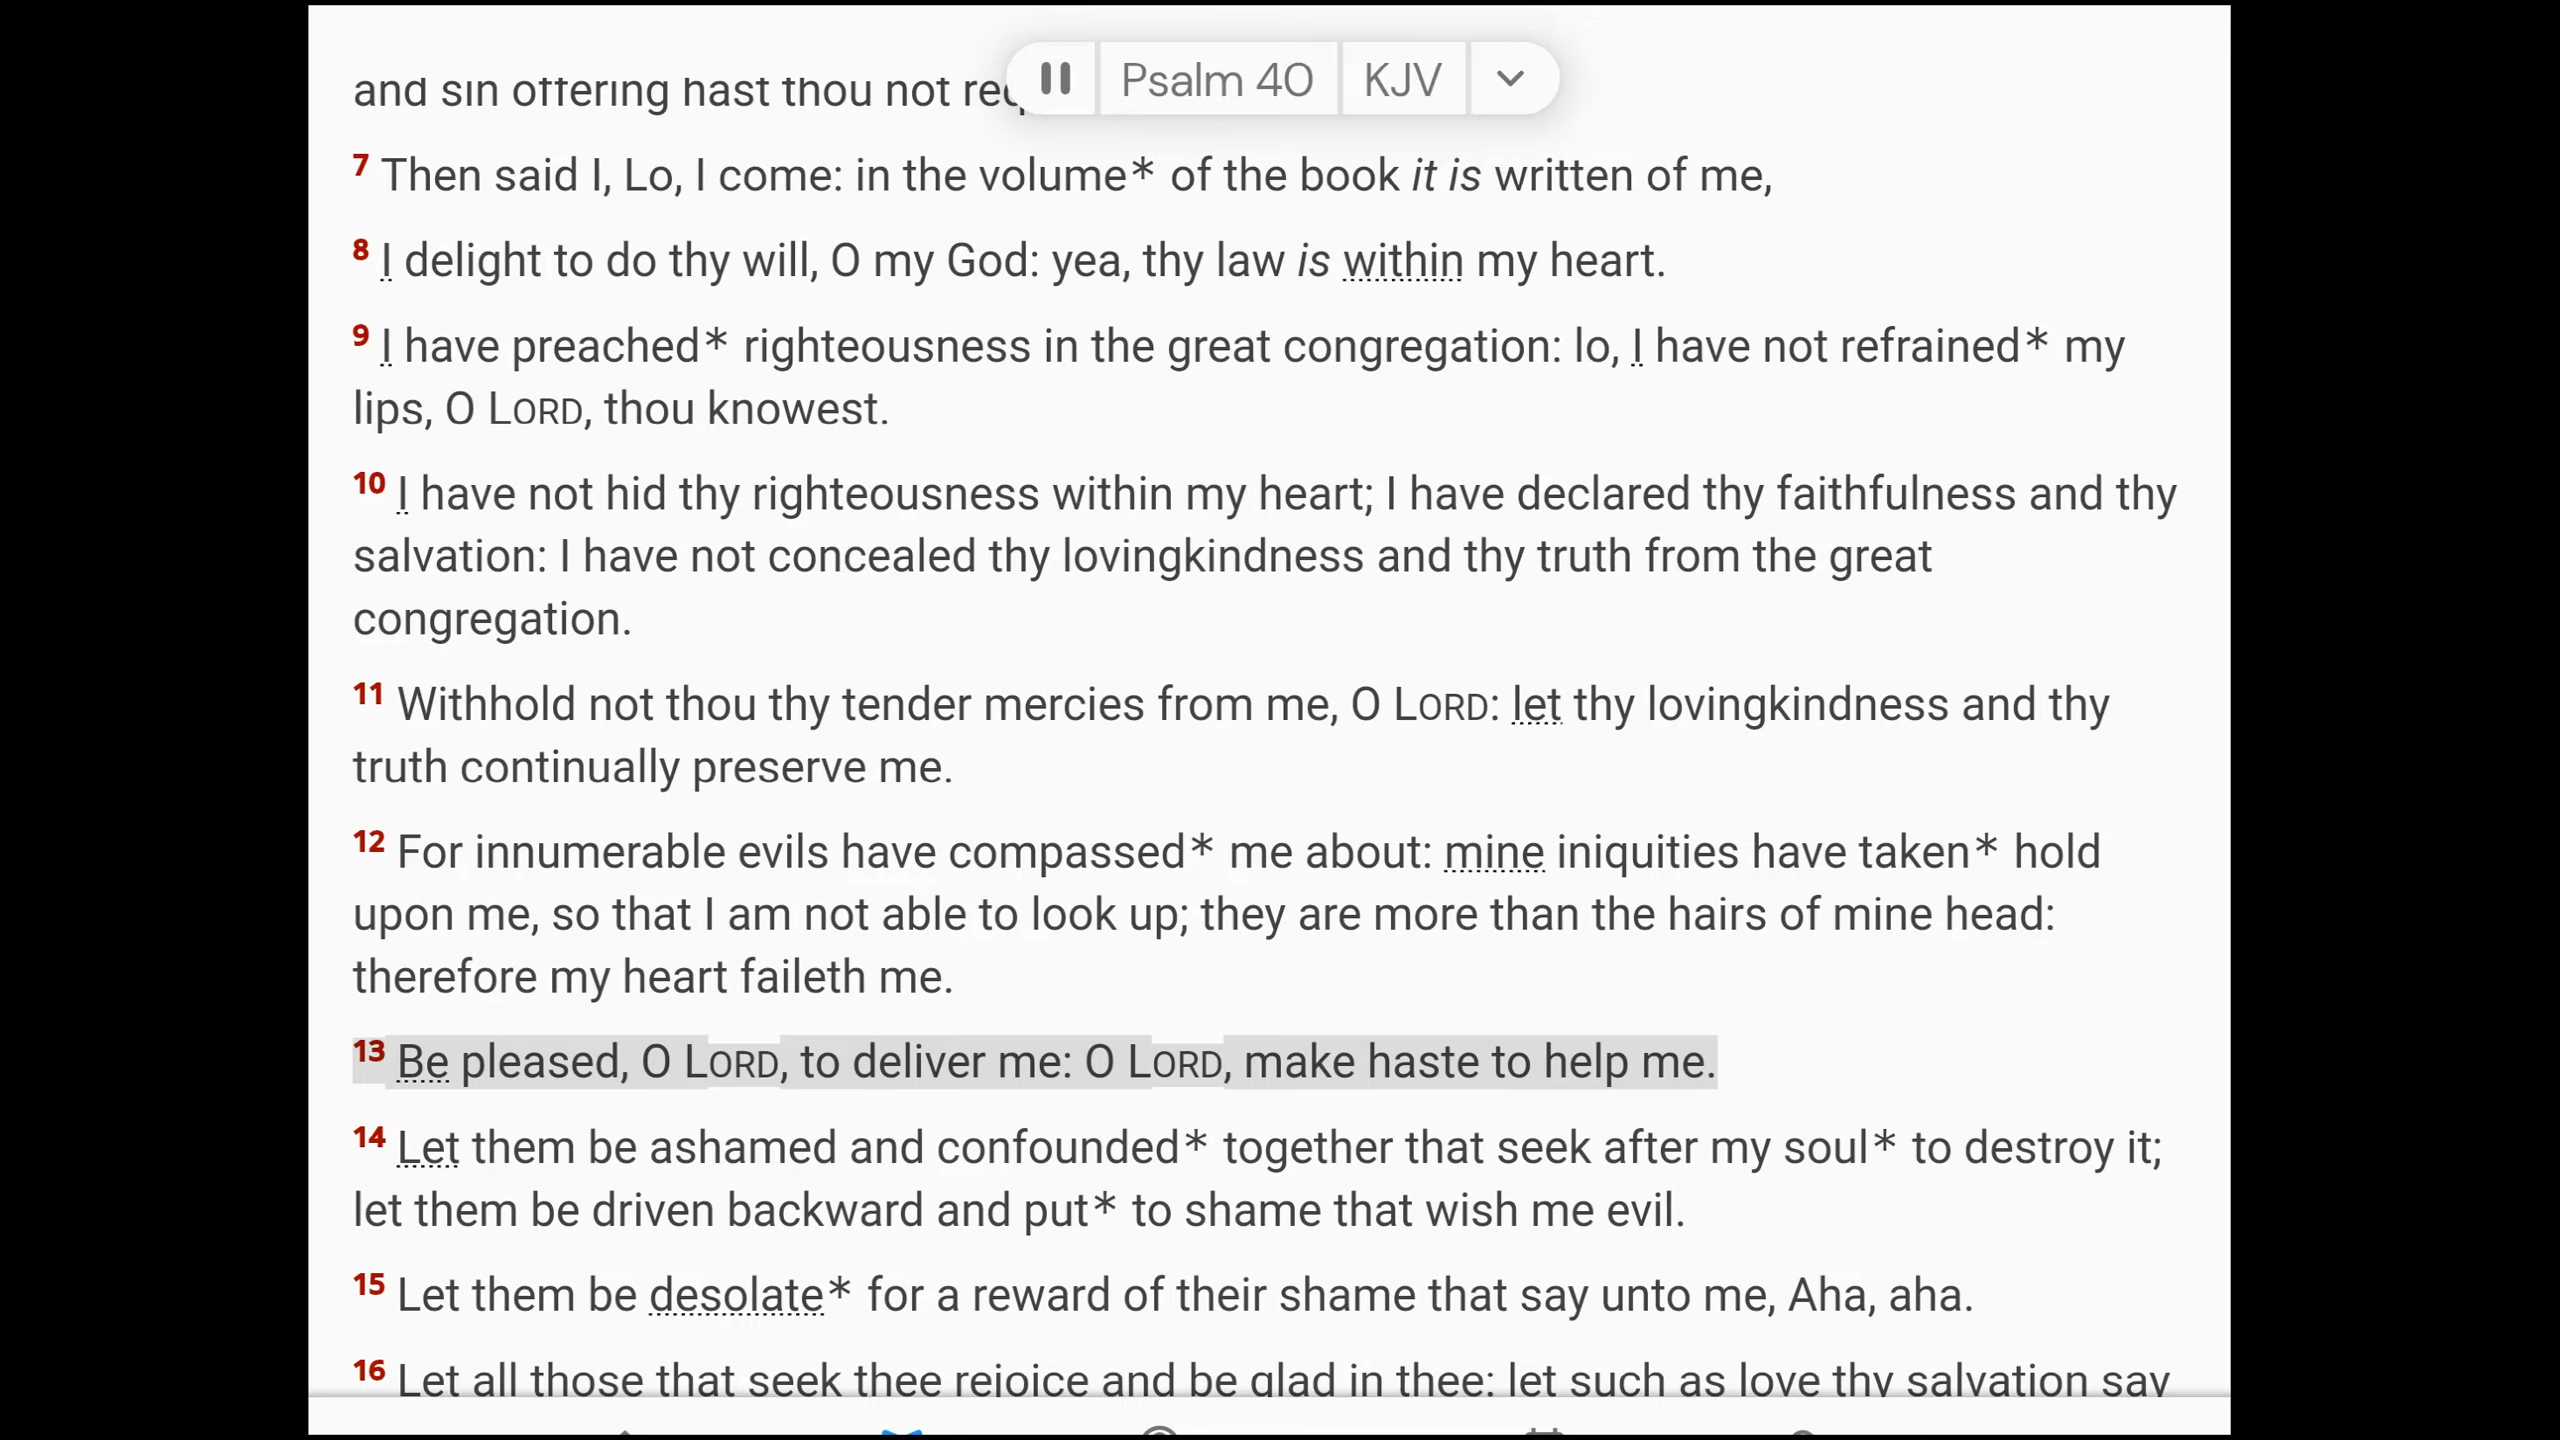 and sin offering hast thou not
Psalm 40 KJV
7 Then said I, Lo, I come: in the volume* of the book it is written of me,
8 I delight to do thy will, O my God: yea, thy law is within my heart.
9 I have preached* righteousness in the great congregation: lo, I have not refrained* my
lips, O LORD, thou knowest.
10 I have not hid thy righteousness within my heart; I have declared thy faithfulness and thy
salvation: I have not concealed thy lovingkindness and thy truth from the great
congregation.
11 Withhold not thou thy tender mercies from me, O LORD: let thy lovingkindness and thy
truth continually preserve me.
12 For innumerable evils have compassed* me about: mine iniquities have taken* hold
upon me, so that I am not able to look up; they are more than the hairs of mine head:
therefore my heart faileth me.
13 Be pleased, O LORD, to deliver me: O LORD, make haste to help me.
14 Let them be ashamed and confounded* together that seek after my soul* to destroy it;
let them be driven backward and put* to shame that wish me evil.
15 Let them be desolate* for a reward of their shame that say unto me, Aha, aha.
16 Let all those that seek thee rejoice and be glad in thee: let such as love thy salvation say